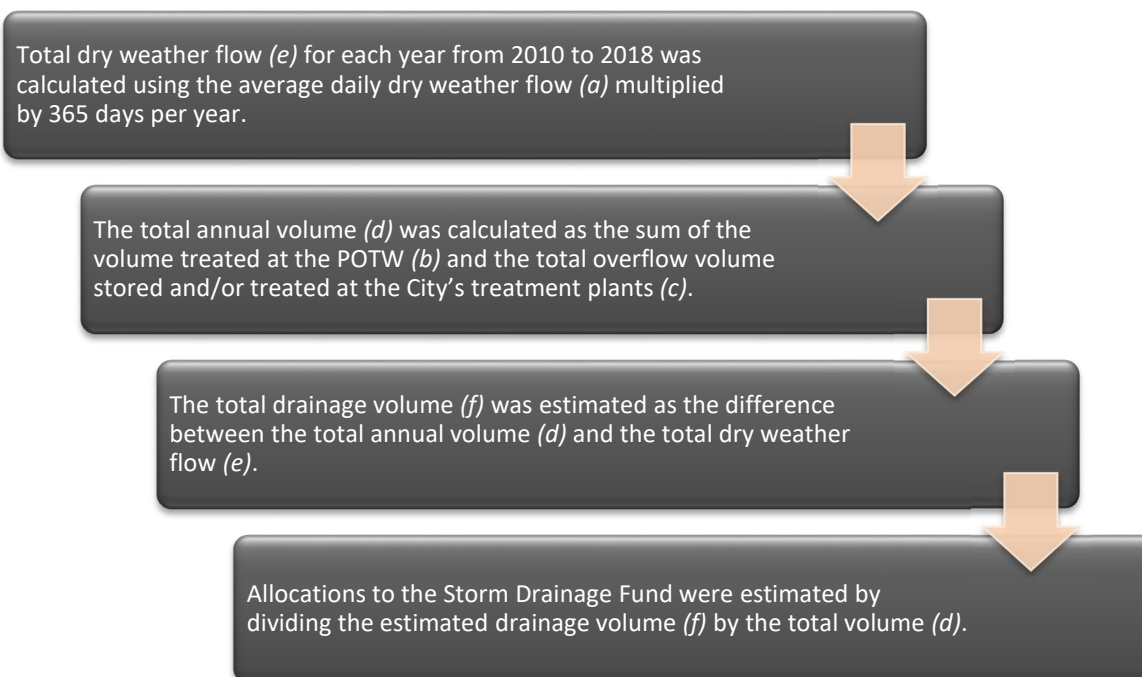 Total dry weather flow (e) for each year from 2010 to 2018 was
calculated using the average daily dry weather flow (a) multiplied
by 365 days per year.
The total annual volume (d) was calculated as the sum of the
volume treated at the POTW (b) and the total overflow volume
stored and/or treated at the City’s treatment plants (c).
The total drainage volume (f) was estimated as the difference
between the total annual volume (d) and the total dry weather
flow (e).
Allocations to the Storm Drainage Fund were estimated by
dividing the estimated drainage volume (f) by the total volume (d).